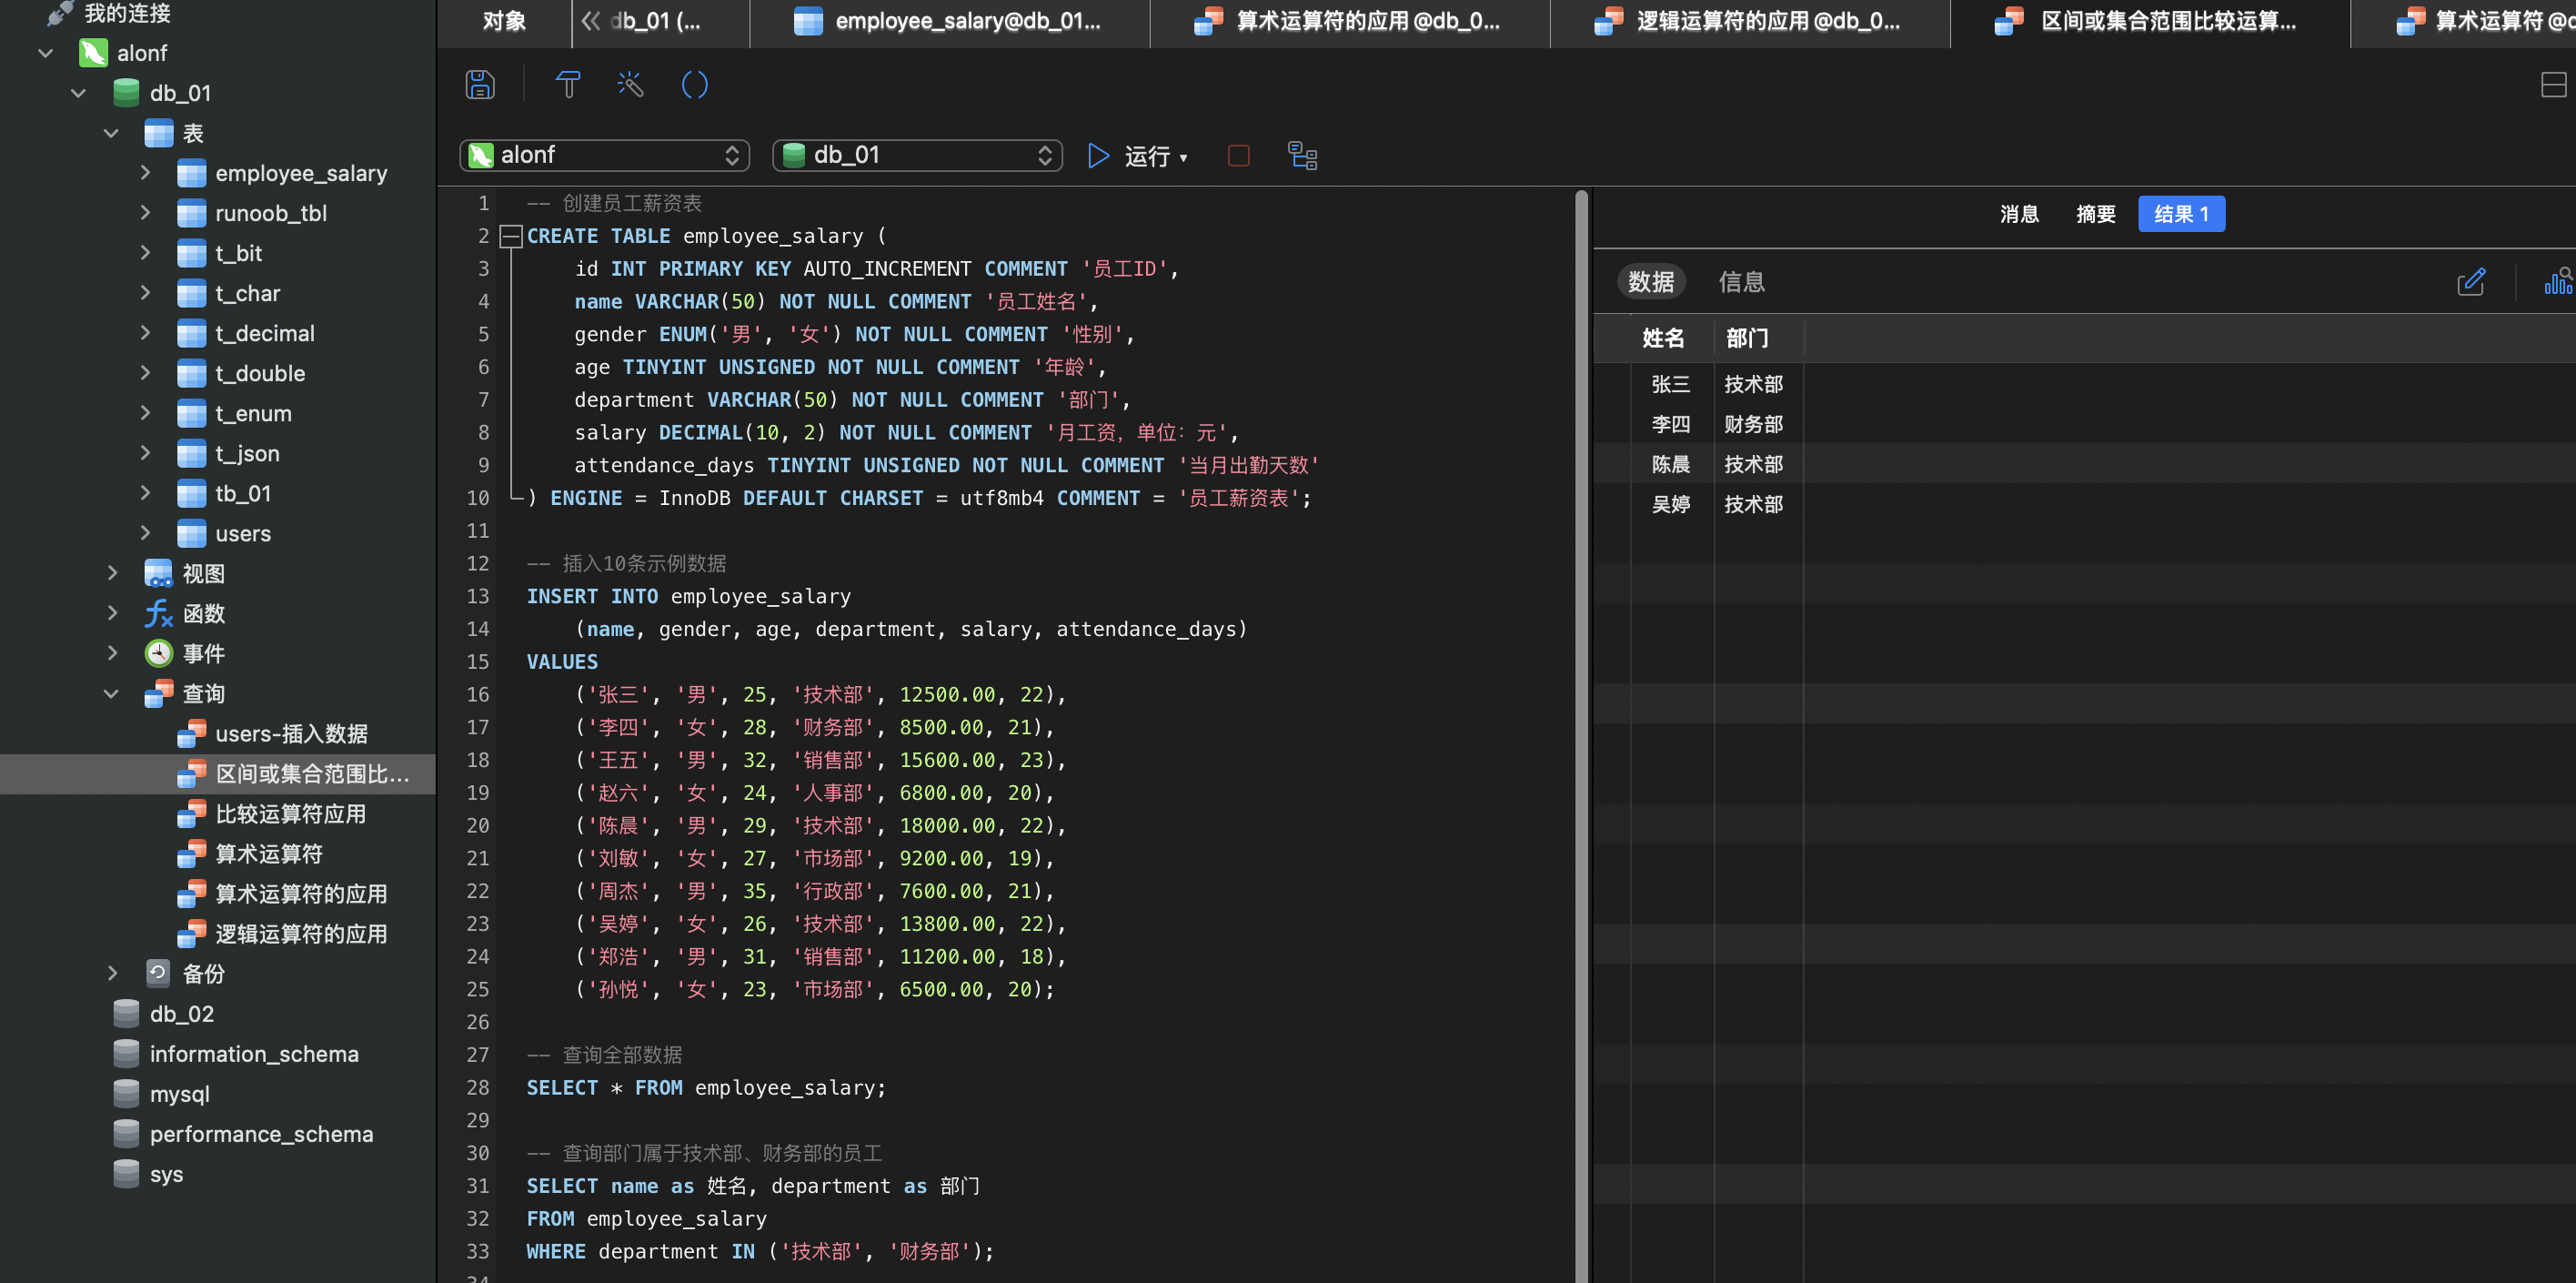 我的连接
alonf
db_01
表
employee_salary
runoob_tbl
t_bit
t_char
t_decimal
t_double
t_enum
t_json
tb_01
users
视图
函数
事件
查询
users-插入数据
区间或集合范围比...
比较运算符应用
算术运算符
算术运算符的应用
逻辑运算符的应用
备份
db_02
information_schema
mysql
performance_schema
sys
对象
db_01 (...
employee_salary@db_01...
算术运算符的应用@db_0...
逻辑运算符的应用@db_0...
区间或集合范围比较运算...
算术运算符@
alonf
db_01
运行
1 -- 创建员工薪资表
2 CREATE TABLE employee_salary (
3 id INT PRIMARY KEY AUTO_INCREMENT COMMENT '员工ID',
4 name VARCHAR(50) NOT NULL COMMENT '员工姓名',
5 gender ENUM('男', '女') NOT NULL COMMENT '性别',
6 age TINYINT UNSIGNED NOT NULL COMMENT '年龄',
7 department VARCHAR(50) NOT NULL COMMENT '部门',
8 salary DECIMAL(10, 2) NOT NULL COMMENT '月工资，单位：元',
9 attendance_days TINYINT UNSIGNED NOT NULL COMMENT '当月出勤天数'
10 ) ENGINE = InnoDB DEFAULT CHARSET = utf8mb4 COMMENT = '员工薪资表';
11
12 -- 插入10条示例数据
13 INSERT INTO employee_salary
14 (name, gender, age, department, salary, attendance_days)
15 VALUES
16 ('张三', '男', 25, '技术部', 12500.00, 22),
17 ('李四', '女', 28, '财务部', 8500.00, 21),
18 ('王五', '男', 32, '销售部', 15600.00, 23),
19 ('赵六', '女', 24, '人事部', 6800.00, 20),
20 ('陈晨', '男', 29, '技术部', 18000.00, 22),
21 ('刘敏', '女', 27, '市场部', 9200.00, 19),
22 ('周杰', '男', 35, '行政部', 7600.00, 21),
23 ('吴婷', '女', 26, '技术部', 13800.00, 22),
24 ('郑浩', '男', 31, '销售部', 11200.00, 18),
25 ('孙悦', '女', 23, '市场部', 6500.00, 20);
26
27 -- 查询全部数据
28 SELECT * FROM employee_salary;
29
30 -- 查询部门属于技术部、财务部的员工
31 SELECT name as 姓名, department as 部门
32 FROM employee_salary
33 WHERE department IN ('技术部', '财务部');
消息 摘要 结果 1
数据 信息
姓名 部门
张三 技术部
李四 财务部
陈晨 技术部
吴婷 技术部